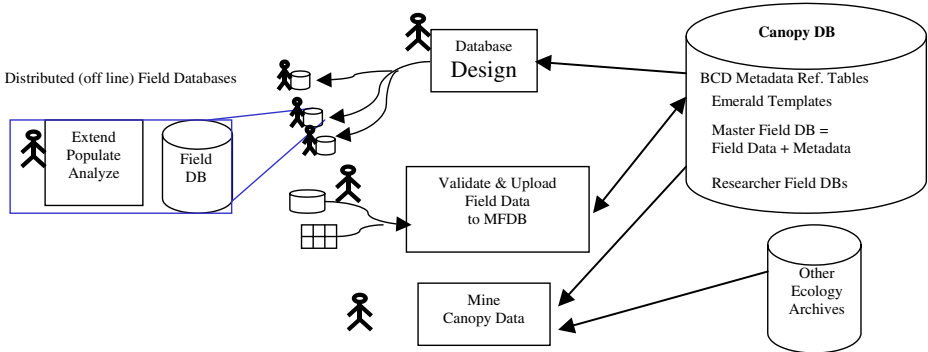 Distributed (off line) Field Databases
Extend
Populate
Analyze
Field
DB
Database
Design
Validate & Upload
Field Data
to MFDB
Mine
Canopy Data
Canopy DB
BCD Metadata Ref. Tables
Emerald Templates
Master Field DB =
Field Data + Metadata
Researcher Field DBs
Other
Ecology
Archives